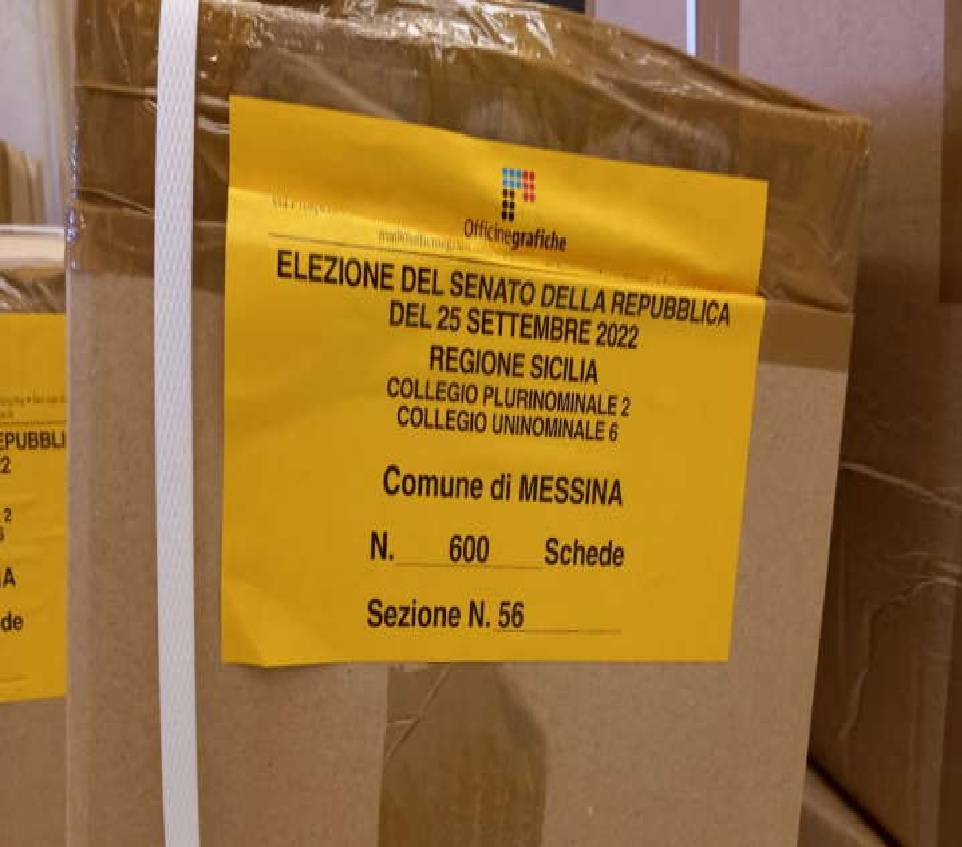 Officinegrafiche
ELEZIONE DEL SENATO DELLA REPUBBLICA
DEL 25 SETTEMBRE 2022
REGIONE SICILIA
COLLEGIO PLURINOMINALE 2
COLLEGIO UNINOMINALE 6
Comune di MESSINA
N. 600 Schede
Sezione N. 56